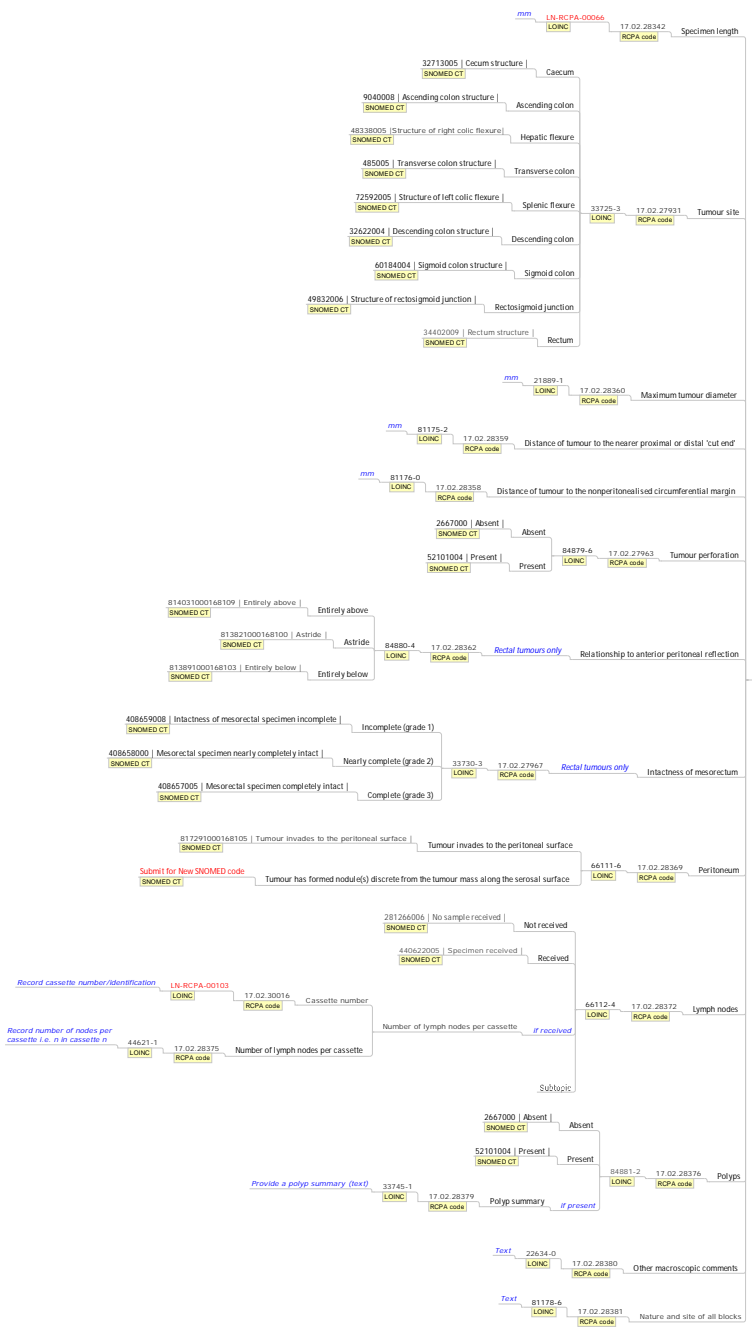 mm
LN-RCPA-00066
LOINC
17.02.28342
RCPA code
Specimen length
32713005 | Cecum structure |
SNOMED CT
Caecum
9040008 | Ascending colon structure |
SNOMED CT
Ascending colon
48338005 |Structure of right colic flexure|
SNOMED CT
Hepatic flexure
485005 | Transverse colon structure |
SNOMED CT
Transverse colon
72592005 | Structure of left colic flexure |
SNOMED CT
Splenic flexure
33725-3
LOINC
17.02.27931
RCPA code
Tumour site
32622004 | Descending colon structure |
SNOMED CT
Descending colon
60184004 | Sigmoid colon structure |
SNOMED CT
Sigmoid colon
49832006 | Structure of rectosigmoid junction |
SNOMED CT
Rectosigmoid junction
34402009 | Rectum structure |
SNOMED CT
Rectum
mm
21889-1
LOINC
17.02.28360
RCPA code
Maximum tumour diameter
mm
81175-2
LOINC
17.02.28359
RCPA code
Distance of tumour to the nearer proximal or distal 'cut end'
mm
81176-0
LOINC
17.02.28358
RCPA code
Distance of tumour to the nonperitonealised circumferential margin
2667000 | Absent |
SNOMED CT
Absent
52101004 | Present |
SNOMED CT
Present
84879-6
LOINC
17.02.27963
RCPA code
Tumour perforation
814031000168109 | Entirely above |
SNOMED CT
Entirely above
813821000168100 | Astride |
SNOMED CT
Astride
813891000168103 | Entirely below |
SNOMED CT
Entirely below
84880-4
LOINC
17.02.28362
RCPA code
Rectal tumours only
Relationship to anterior peritoneal reflection
408659008 | Intactness of mesorectal specimen incomplete |
SNOMED CT
Incomplete (grade 1)
408658000 | Mesorectal specimen nearly completely intact |
SNOMED CT
Nearly complete (grade 2)
408657005 | Mesorectal specimen completely intact |
SNOMED CT
Complete (grade 3)
33730-3
LOINC
17.02.27967
RCPA code
Rectal tumours only
Intactness of mesorectum
817291000168105 | Tumour invades to the peritoneal surface |
SNOMED CT
Tumour invades to the peritoneal surface
Submit for New SNOMED code
SNOMED CT
Tumour has formed nodule(s) discrete from the tumour mass along the serosal surface
66111-6
LOINC
17.02.28369
RCPA code
Peritoneum
281266006 | No sample received |
SNOMED CT
Not received
440622005 | Specimen received |
SNOMED CT
Received
Record cassette number/identification
LN-RCPA-00103
LOINC
17.02.30016
RCPA code
Cassette number
Record number of nodes per
cassette i.e. n in cassette n
44621-1
LOINC
17.02.28375
RCPA code
Number of lymph nodes per cassette
Number of lymph nodes per cassette
if received
Subtopic
66112-4
LOINC
17.02.28372
RCPA code
Lymph nodes
2667000 | Absent |
SNOMED CT
Absent
52101004 | Present |
SNOMED CT
Present
Provide a polyp summary (text)
33745-1
LOINC
17.02.28379
RCPA code
Polyp summary
if present
84881-2
LOINC
17.02.28376
RCPA code
Polyps
Text
22634-0
LOINC
17.02.28380
RCPA code
Other macroscopic comments
Text
81178-6
LOINC
17.02.28381
RCPA code
Nature and site of all blocks